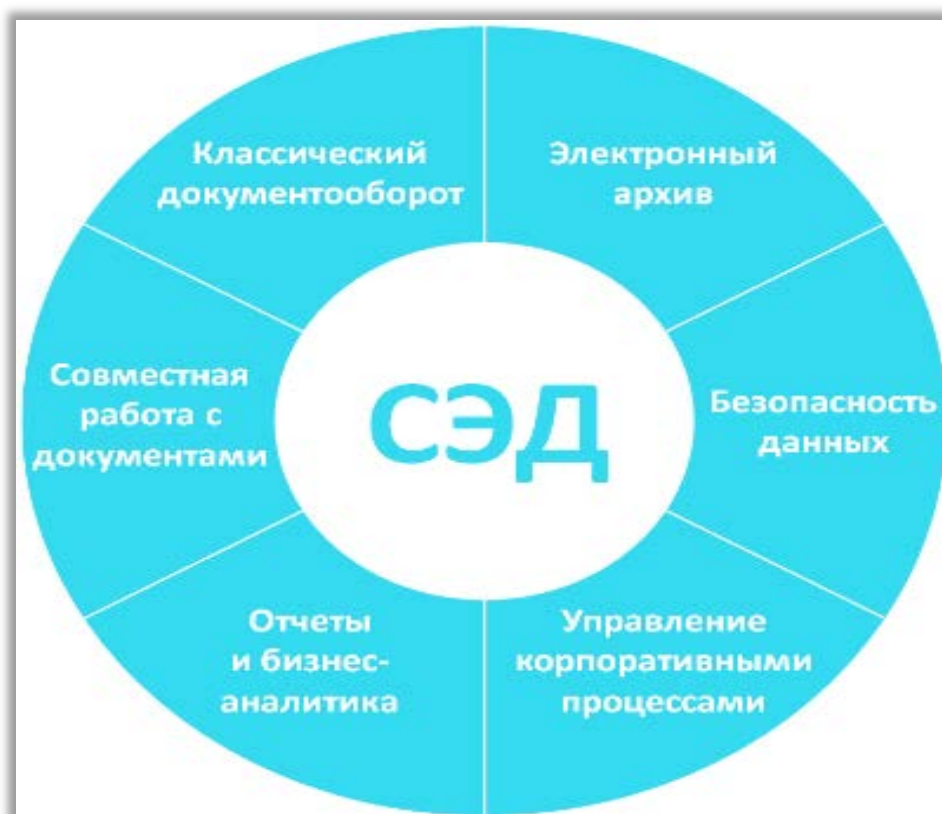 Классический
документооборот
Электронный
архив
Совместная
работа с
документами
СЭД
Безопасность
данных
Отчеты
и бизнес-
аналитика
Управление
корпоративными
процессами